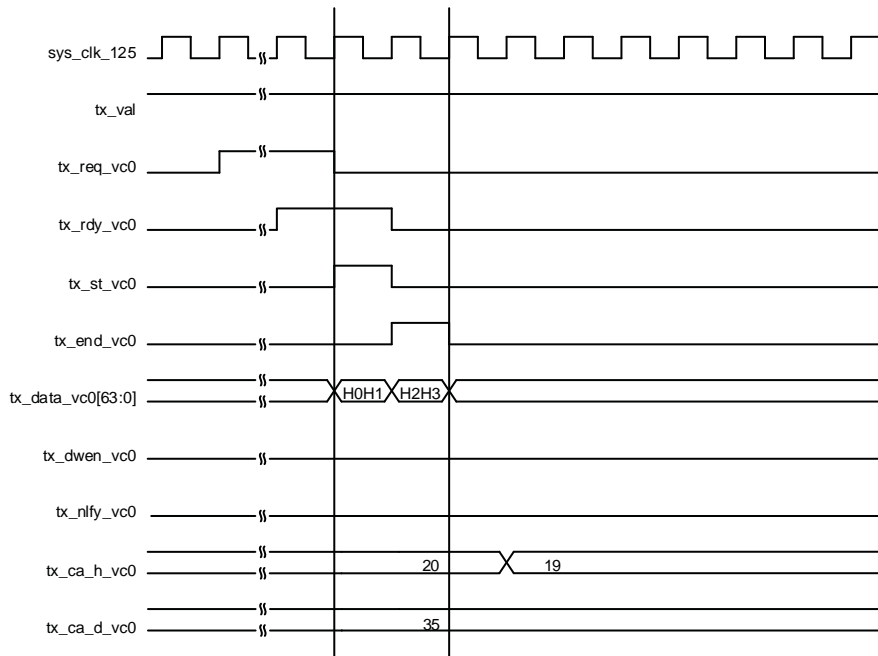 sys_clk_125
tx_val
tx_req_vc0
tx_rdy_vc0
tx_st_vc0
tx_end_vc0
tx_data_vc0[63:0] H0H1 H2H3
tx_dwen_vc0
tx_nlfy_vc0
tx_ca_h_vc0 20 19
tx_ca_d_vc0 35